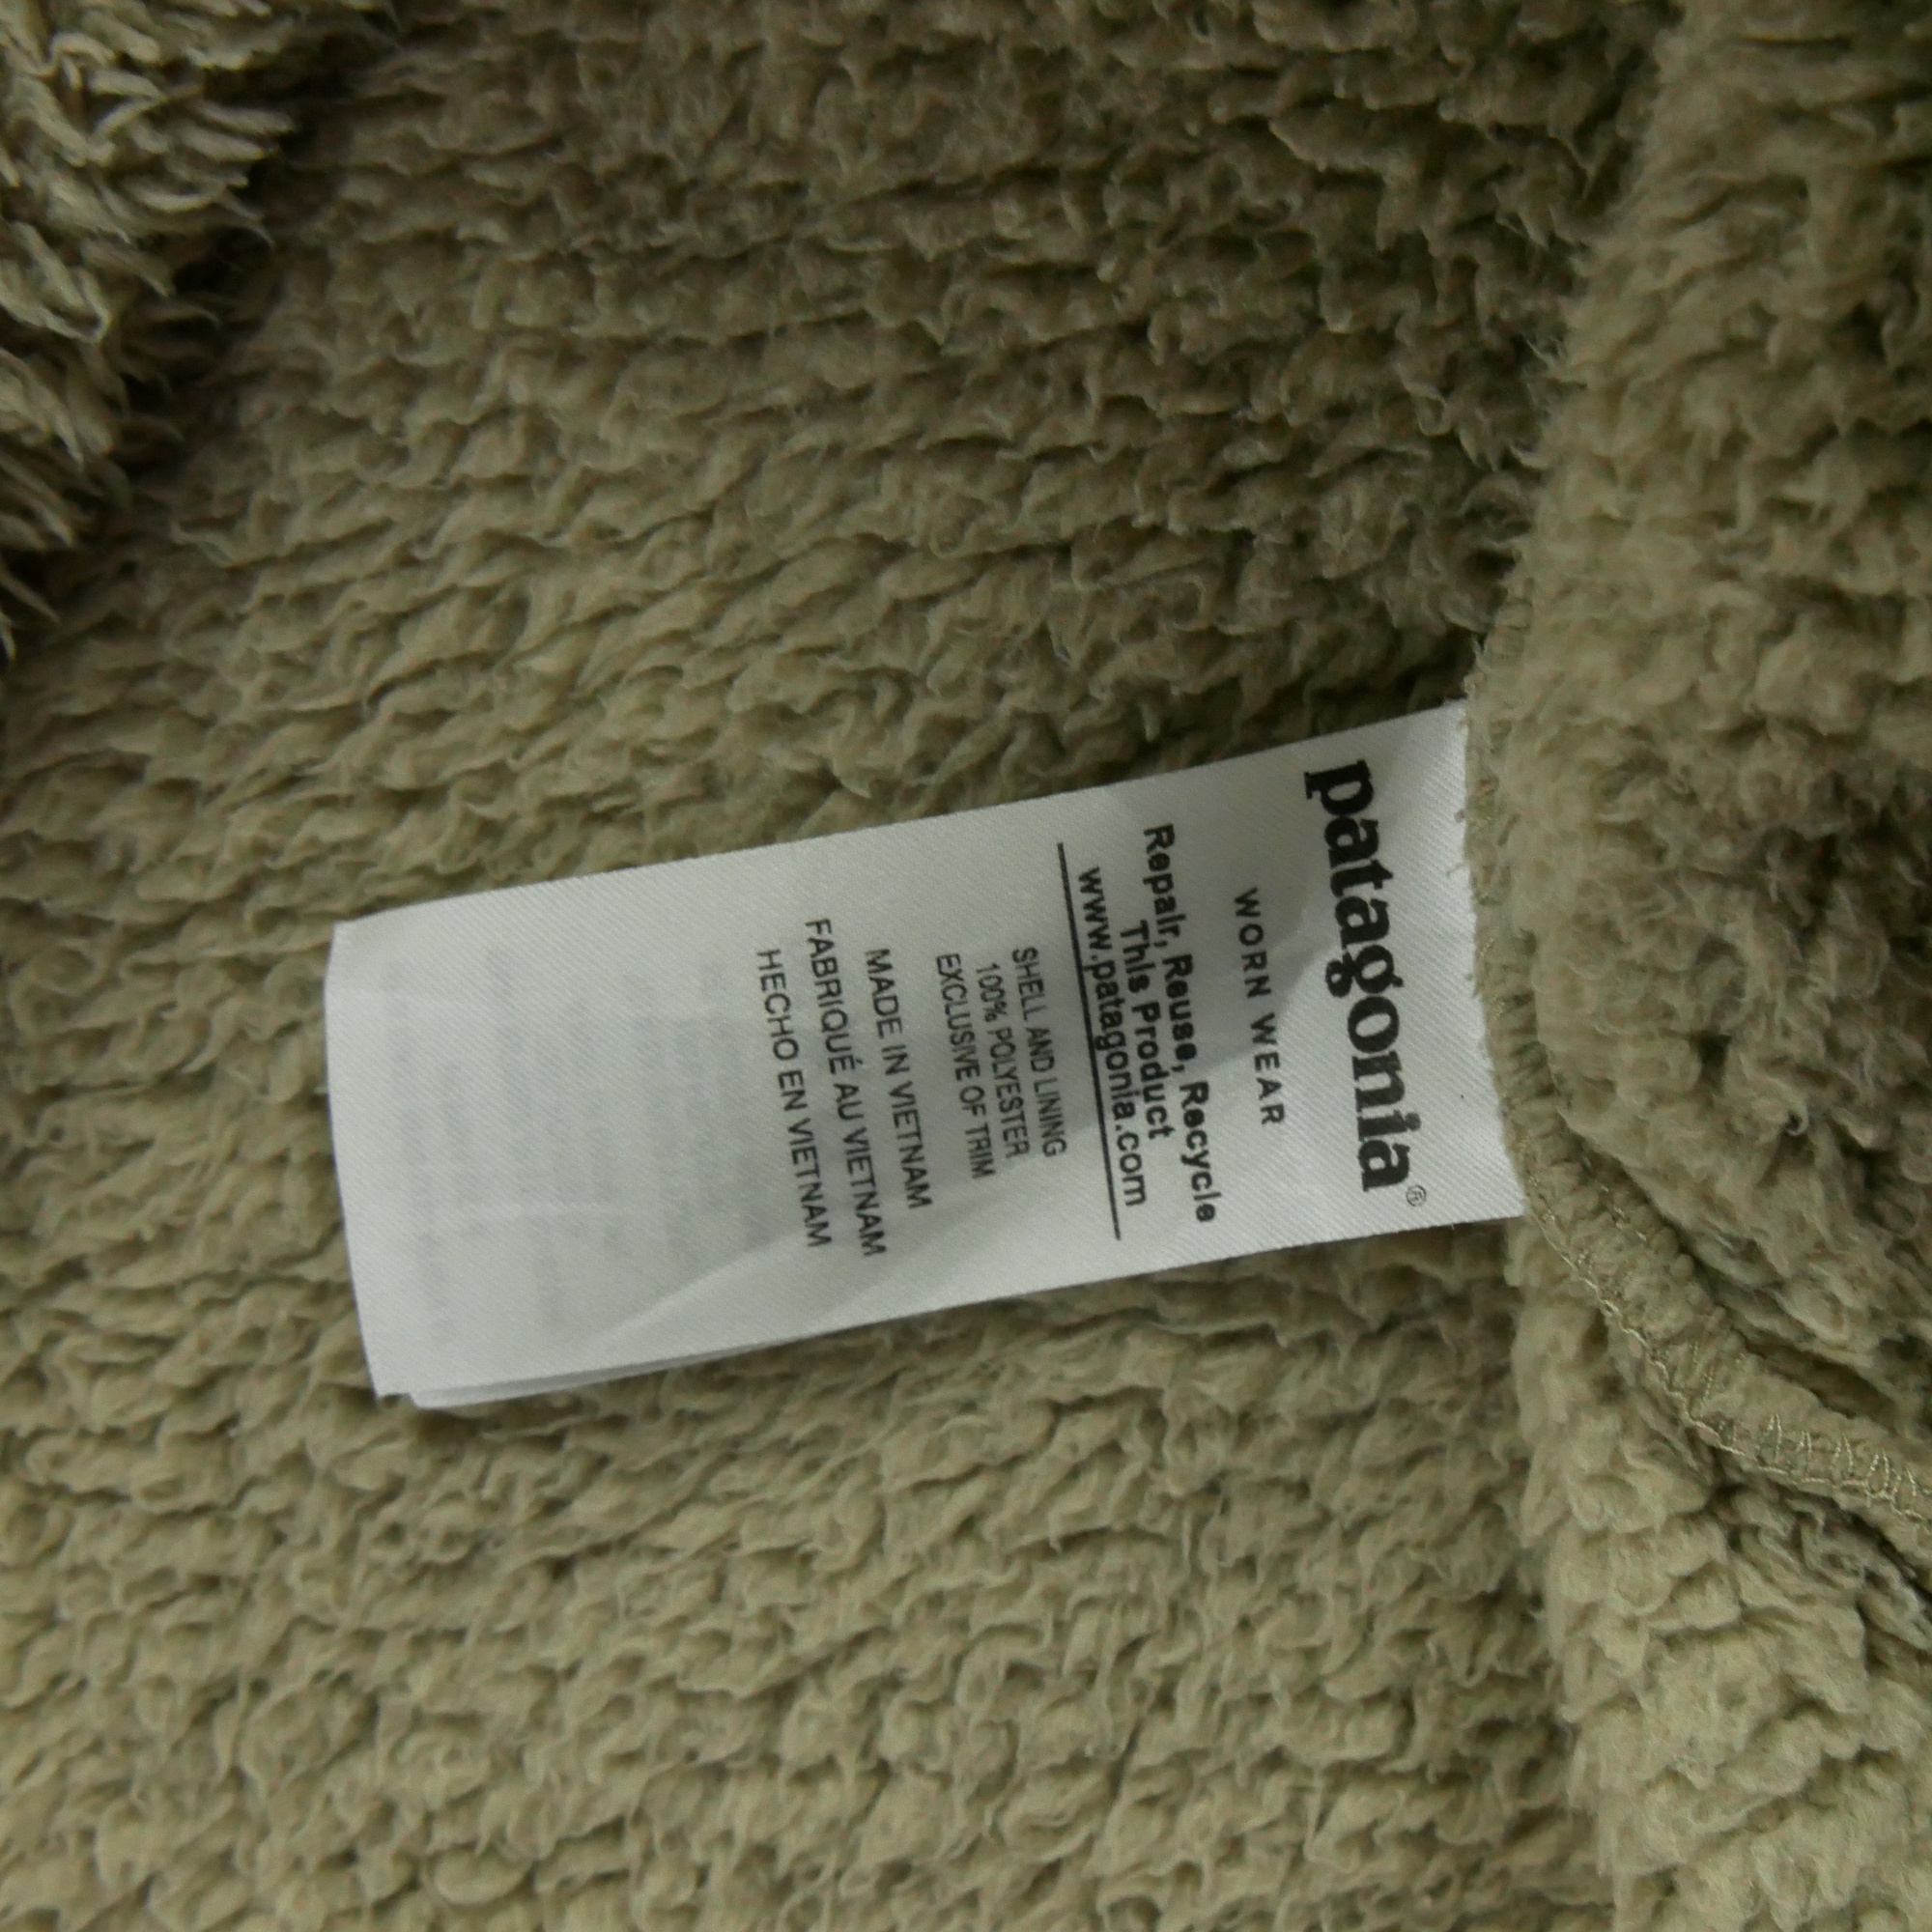 patagonia®
WORN WEAR
Repair, Reuse, Recycle
This Product
www.patagonia.com
SHELL AND LINING
100% POLYESTER
EXCLUSIVE OF TRIM
MADE IN VIETNAM
FABRIQUÉ AU VIETNAM
HECHO EN VIETNAM